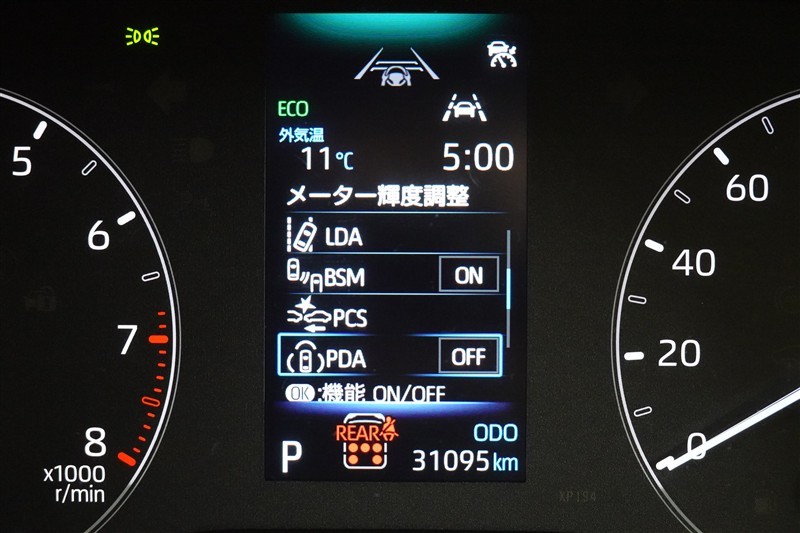 ECO
外気温
11℃ 5:00
メーター輝度調整
LDA
BSM ON
PCS
PDA OFF
OK:機能 ON/OFF
REAR
P
ODO
31095km
5
6
7
8
x1000
r/min
60
40
20
0
XP194